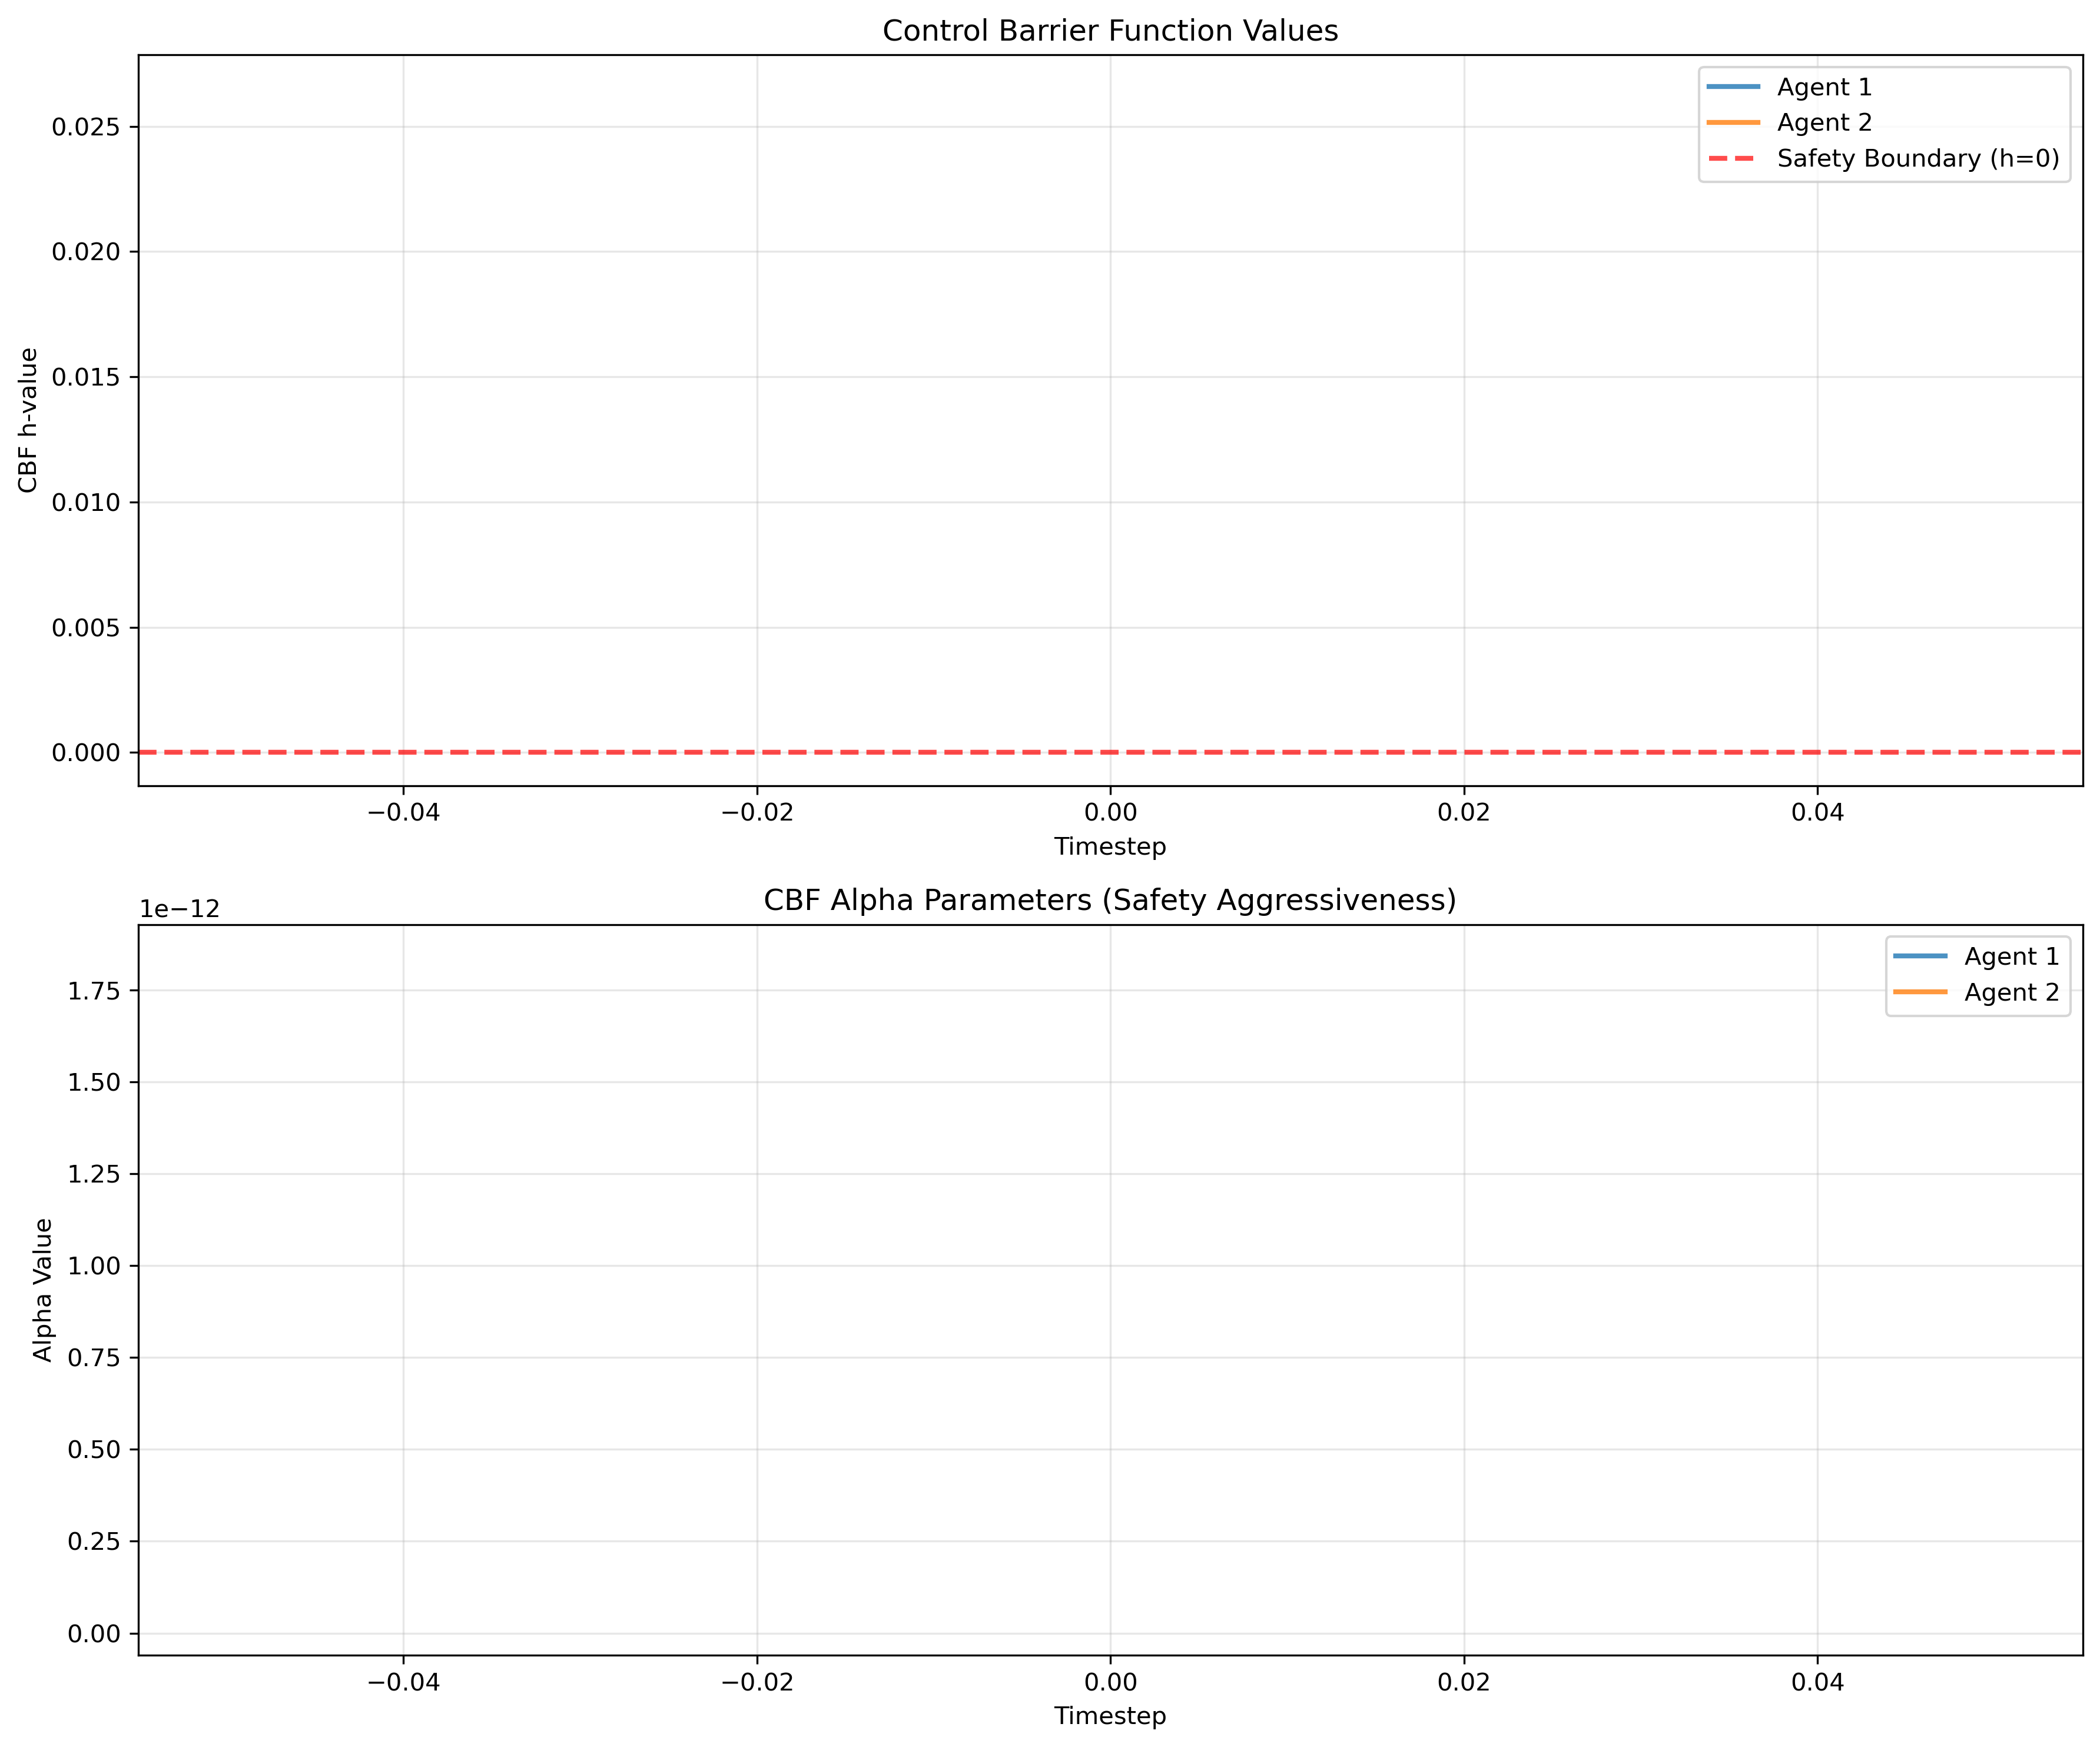 Control Barrier Function Values
Agent 1
Agent 2
Safety Boundary (h=0)
CBF h-value
0.025
0.020
0.015
0.010
0.005
0.000
−0.04
−0.02
0.00
0.02
0.04
Timestep
CBF Alpha Parameters (Safety Aggressiveness)
1e−12
Agent 1
Agent 2
Alpha Value
1.75
1.50
1.25
1.00
0.75
0.50
0.25
0.00
−0.04
−0.02
0.00
0.02
0.04
Timestep